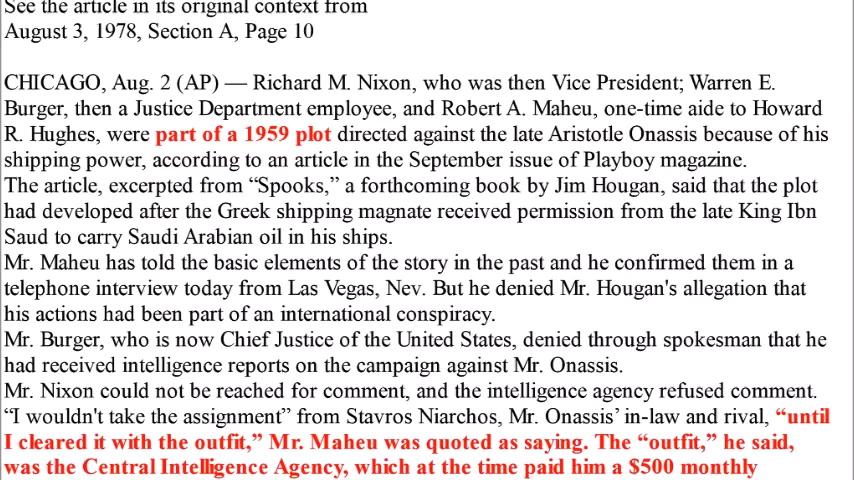 See the article in its original context from
August 3, 1978, Section A, Page 10
CHICAGO, Aug. 2 (AP) — Richard M. Nixon, who was then Vice President; Warren E.
Burger, then a Justice Department employee, and Robert A. Maheu, one-time aide to Howard
R. Hughes, were part of a 1959 plot directed against the late Aristotle Onassis because of his
shipping power, according to an article in the September issue of Playboy magazine.
The article, excerpted from “Spooks,” a forthcoming book by Jim Hougan, said that the plot
had developed after the Greek shipping magnate received permission from the late King Ibn
Saud to carry Saudi Arabian oil in his ships.
Mr. Maheu has told the basic elements of the story in the past and he confirmed them in a
telephone interview today from Las Vegas, Nev. But he denied Mr. Hougan's allegation that
his actions had been part of an international conspiracy.
Mr. Burger, who is now Chief Justice of the United States, denied through spokesman that he
had received intelligence reports on the campaign against Mr. Onassis.
Mr. Nixon could not be reached for comment, and the intelligence agency refused comment.
“I wouldn't take the assignment” from Stavros Niarchos, Mr. Onassis’ in-law and rival, “until
I cleared it with the outfit,” Mr. Maheu was quoted as saying. The “outfit,” he said,
was the Central Intelligence Agency, which at the time paid him a $500 monthly